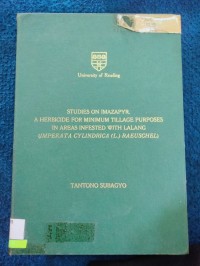 University of Reading
STUDIES ON IMAZAPYR:
A HERBICIDE FOR MINIMUM TILLAGE PURPOSES
IN AREAS INFESTED WITH LALANG
(IMPERATA CYLINDRICA (L.) RAEUSCHEL)
TANTONO SUBAGYO